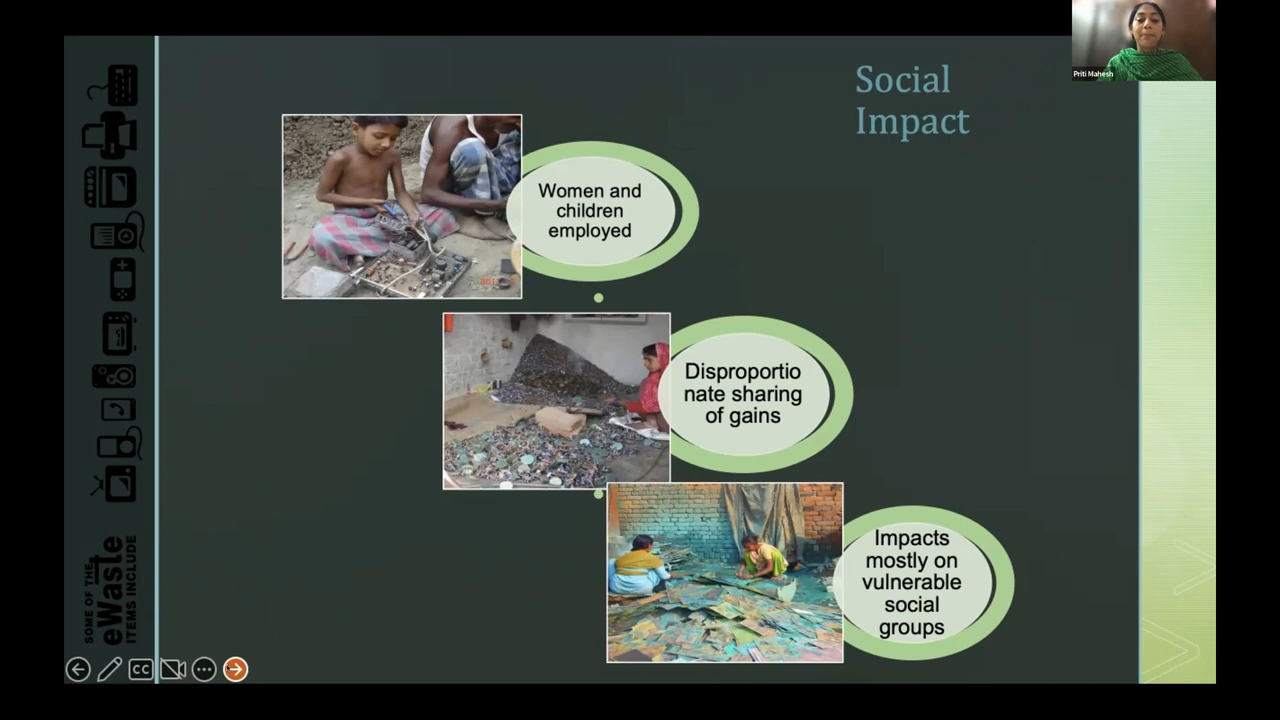 Priti Mahesh
Social
Impact
Women and
children
employed
Disproportio
nate sharing
of gains
Impacts
mostly on
vulnerable
social
groups
SOME OF THE
eWaste
ITEMS INCLUDE
CC